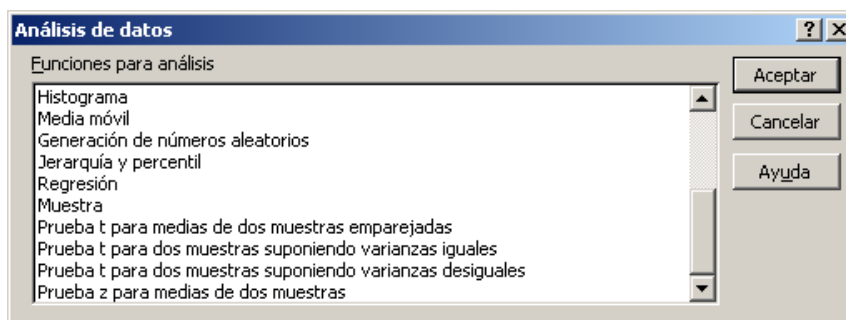 Análisis de datos
Funciones para análisis
Histograma
Media móvil
Generación de números aleatorios
Jerarquía y percentil
Regresión
Muestra
Prueba t para medias de dos muestras emparejadas
Prueba t para dos muestras suponiendo varianzas iguales
Prueba t para dos muestras suponiendo varianzas desiguales
Prueba z para medias de dos muestras
Aceptar
Cancelar
Ayuda